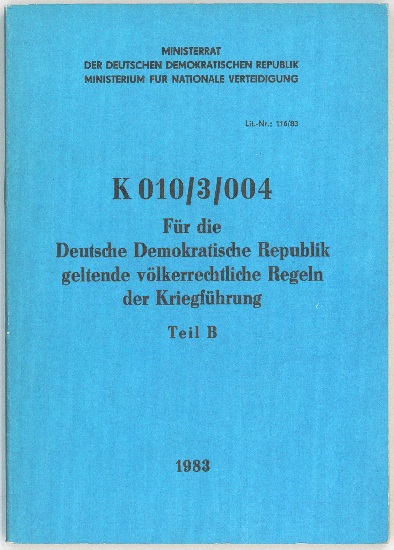 MINISTERRAT
DER DEUTSCHEN DEMOKRATISCHEN REPUBLIK
MINISTERIUM FUR NATIONALE VERTEIDIGUNG
Lit.-Nr.: 116/83
K 010/3/004
Für die
Deutsche Demokratische Republik
geltende völkerrechtliche Regeln
der Kriegführung
Teil B
1983